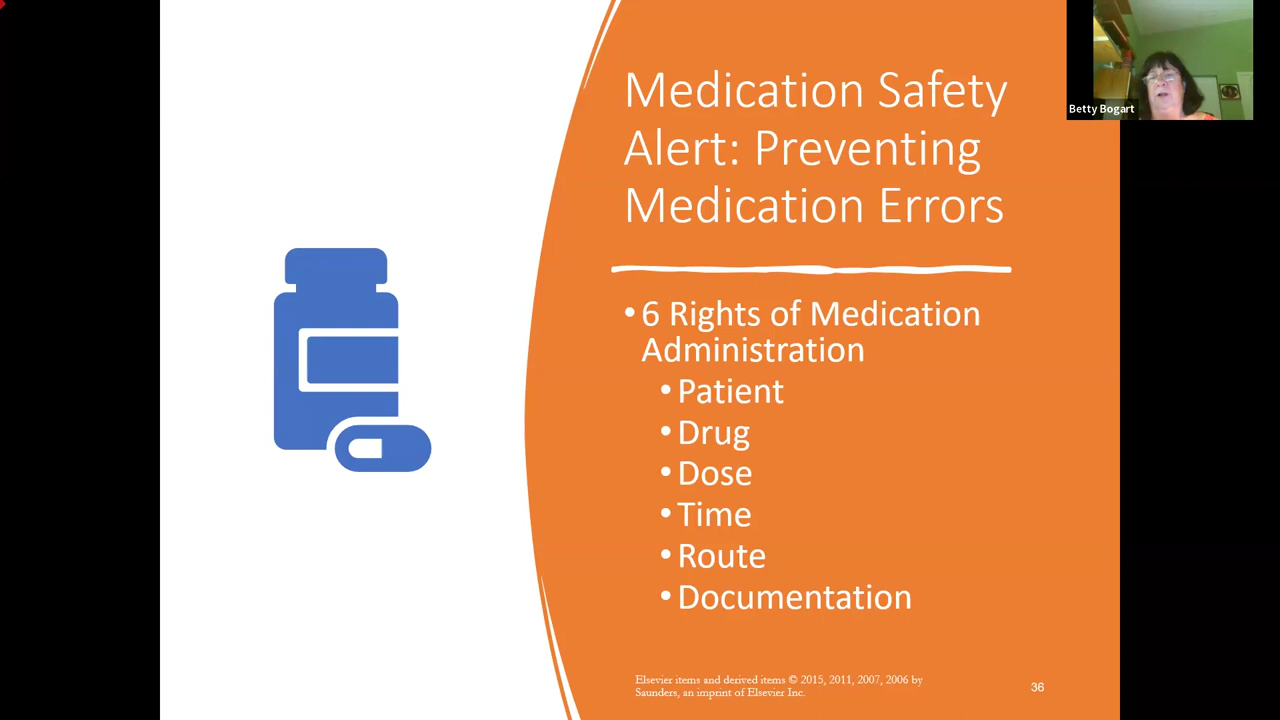 Medication Safety
Alert: Preventing
Medication Errors
Betty Bogart
• 6 Rights of Medication
Administration
• Patient
• Drug
• Dose
• Time
• Route
• Documentation
Elsevier items and derived items © 2015, 2011, 2007, 2006 by
Saunders, an imprint of Elsevier Inc.
36